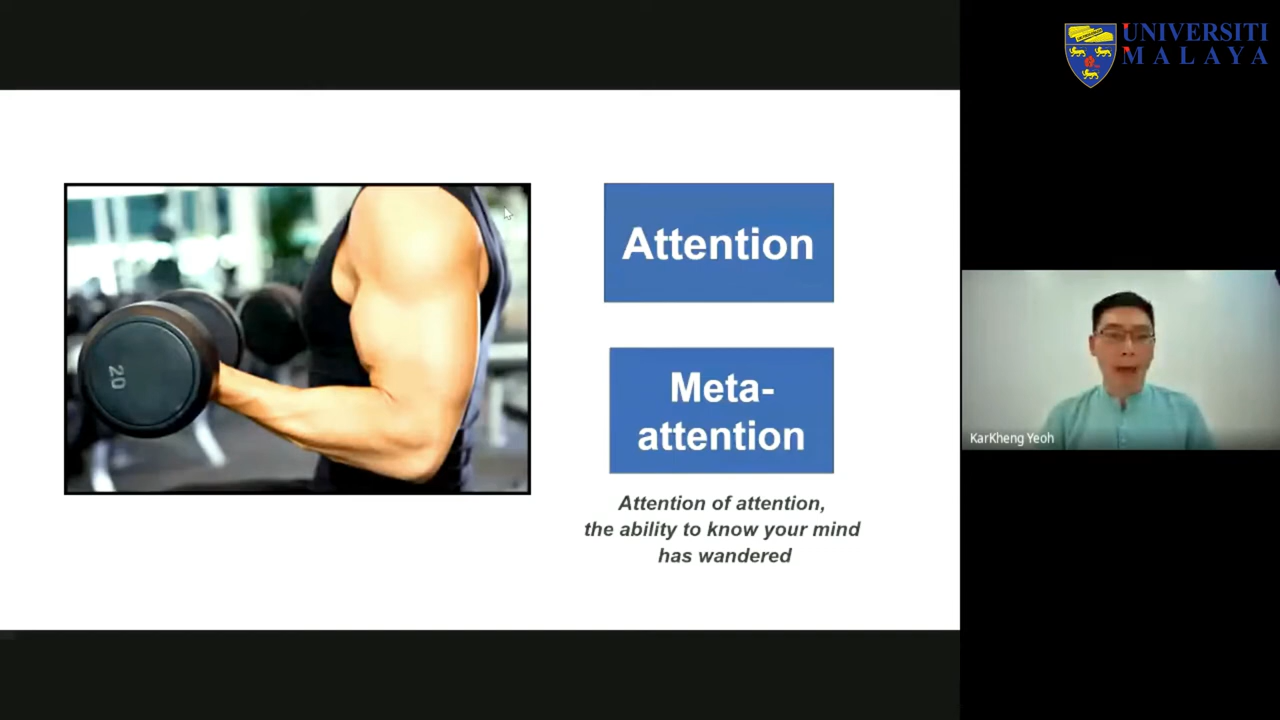 UNIVERSITI
MALAYA
Attention
20
Meta-
attention
Attention of attention,
the ability to know your mind
has wandered
KarKheng Yeoh